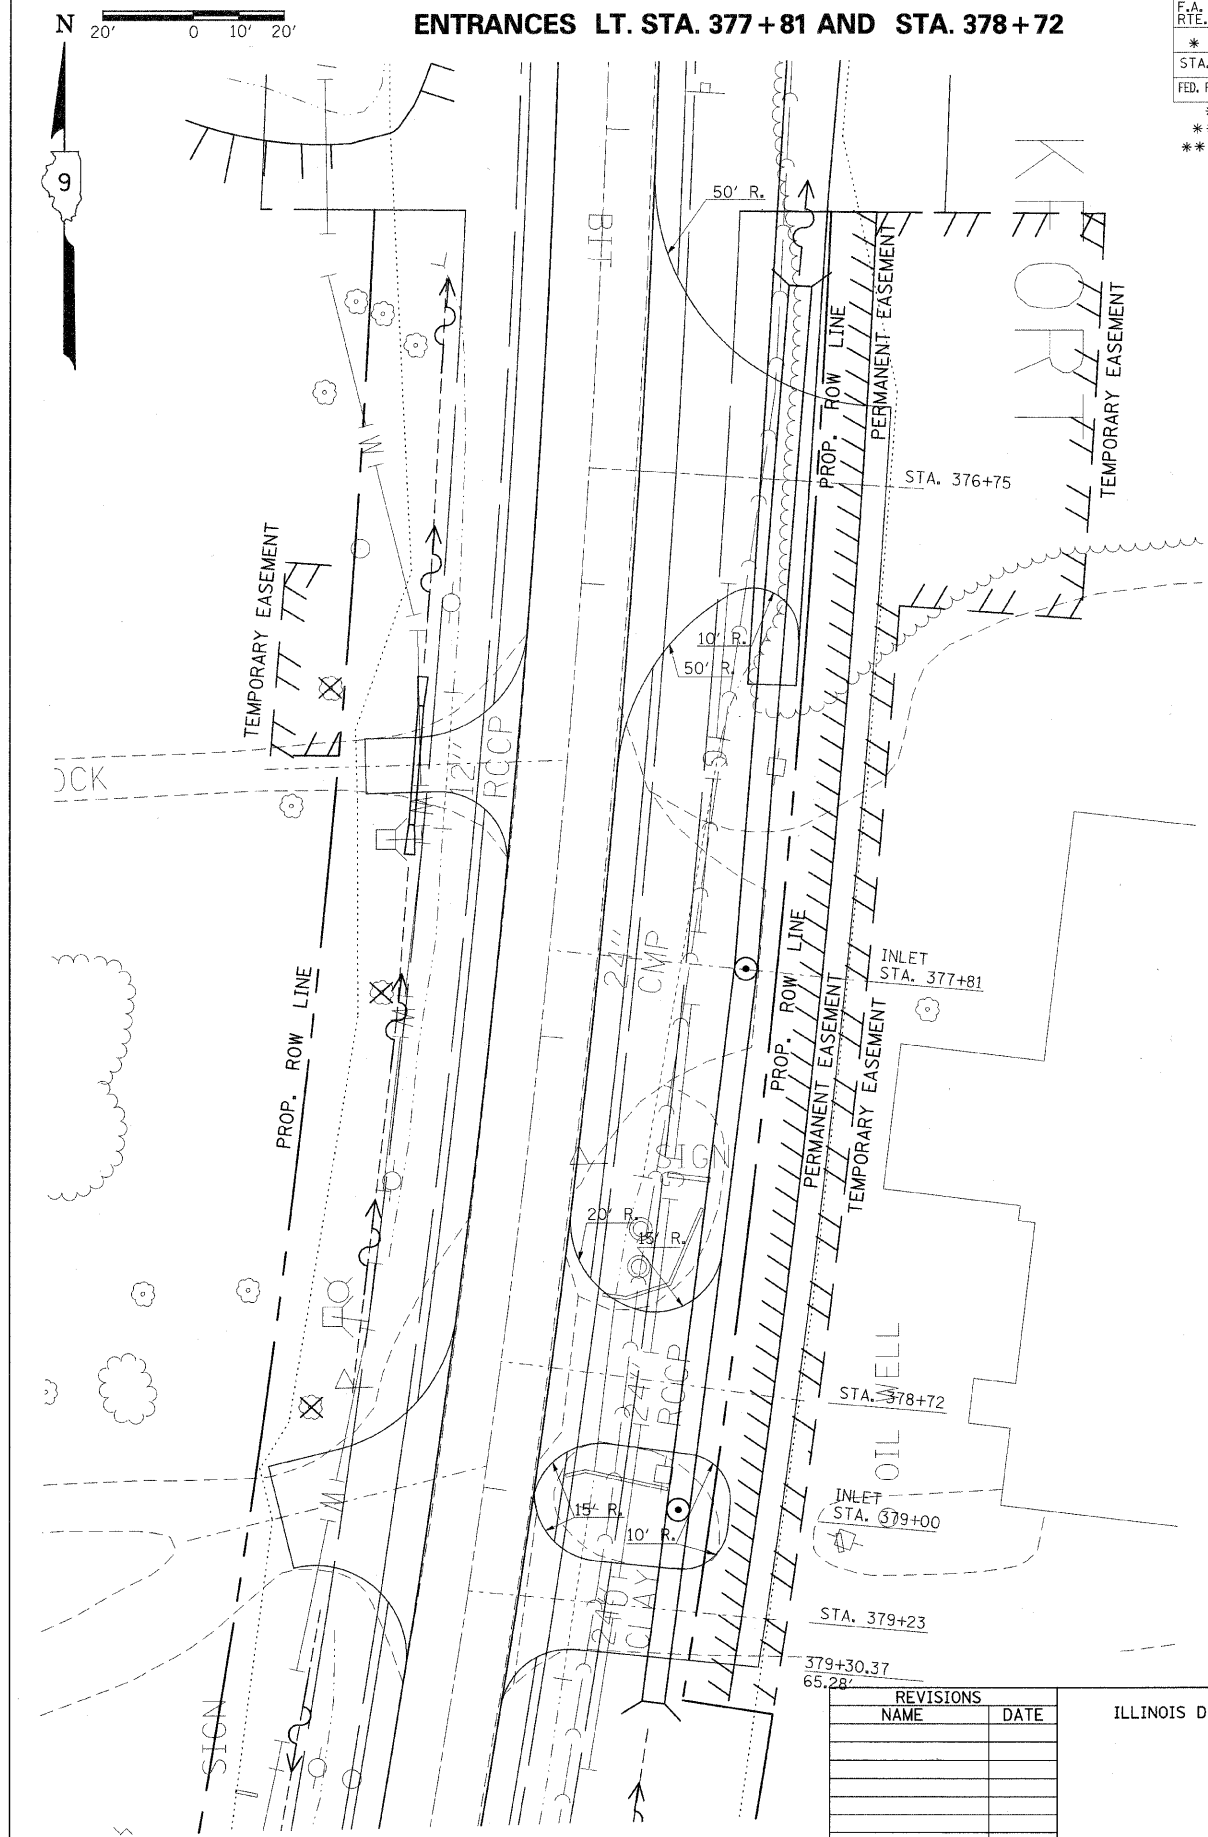 ENTRANCES LT. STA. 377+81 AND STA. 378+72
N
20' 0 10' 20'
F.A.
RTE.
*
STA.
FED. R
*
**
**
9
50' R.
BIT
K
PROP. ROW LINE
PERMANENT EASEMENT
TEMPORARY EASEMENT
STA. 376+75
TEMPORARY EASEMENT
10' R.
50' R.
12"
RCCP
OCK
24"
CMP
INLET
STA. 377+81
PROP. ROW LINE
PROP. ROW LINE
PERMANENT EASEMENT
TEMPORARY EASEMENT
SIGN
20' R.
15' R.
24"
RCCP
OIL WELL
STA. 378+72
INLET
STA. 379+00
15' R.
10' R.
24"
CLAY
STA. 379+23
379+30.37
65.28'
SIGN
REVISIONS
NAME DATE
ILLINOIS D